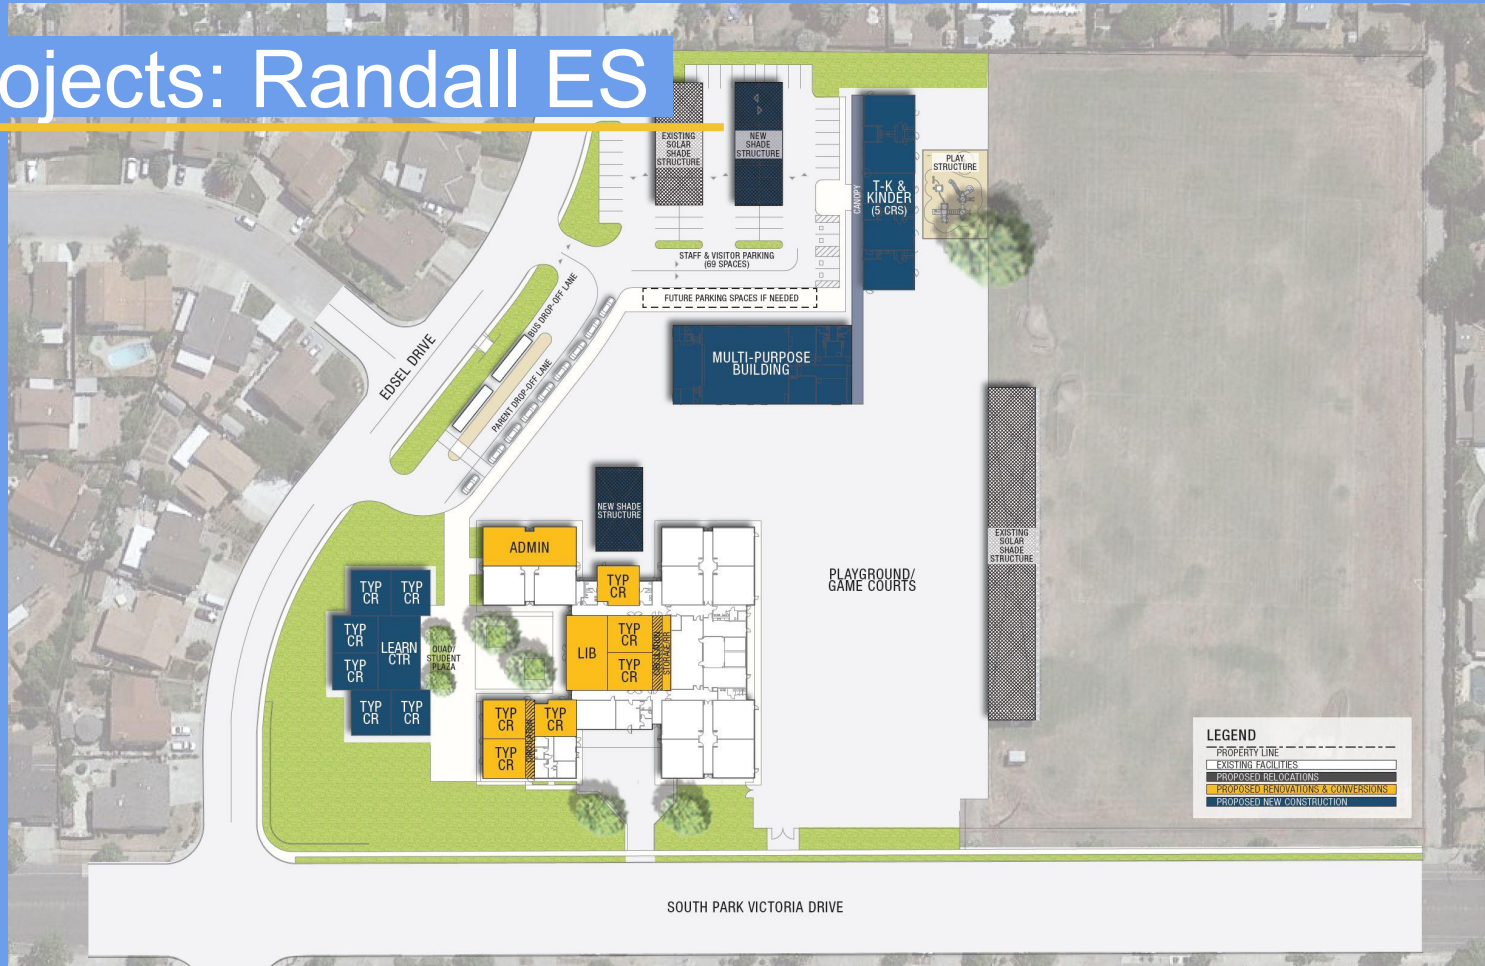 ojects: Randall ES
EXISTING
SOLAR
SHADE
STRUCTURE
NEW
SHADE
STRUCTURE
CANOPY
T-K &
KINDER
(5 CRS)
PLAY
STRUCTURE
STAFF & VISITOR PARKING
(69 SPACES)
FUTURE PARKING SPACES IF NEEDED
BUS DROP-OFF LANE
PARENT DROP-OFF LANE
EDSEL DRIVE
MULTI-PURPOSE
BUILDING
NEW SHADE
STRUCTURE
EXISTING
SOLAR
SHADE
STRUCTURE
PLAYGROUND/
GAME COURTS
ADMIN
TYP
CR
TYP
CR
TYP
CR
TYP
CR
LEARN
CTR
TYP
CR
TYP
CR
TYP
CR
QUAD/
STUDENT
PLAZA
LIB
TYP
CR
TYP
CR
STORAGE/RR
TYP
CR
TYP
CR
TYP
CR
CIRCULATION
LEGEND
PROPERTY LINE
EXISTING FACILITIES
PROPOSED RELOCATIONS
PROPOSED RENOVATIONS & CONVERSIONS
PROPOSED NEW CONSTRUCTION
SOUTH PARK VICTORIA DRIVE